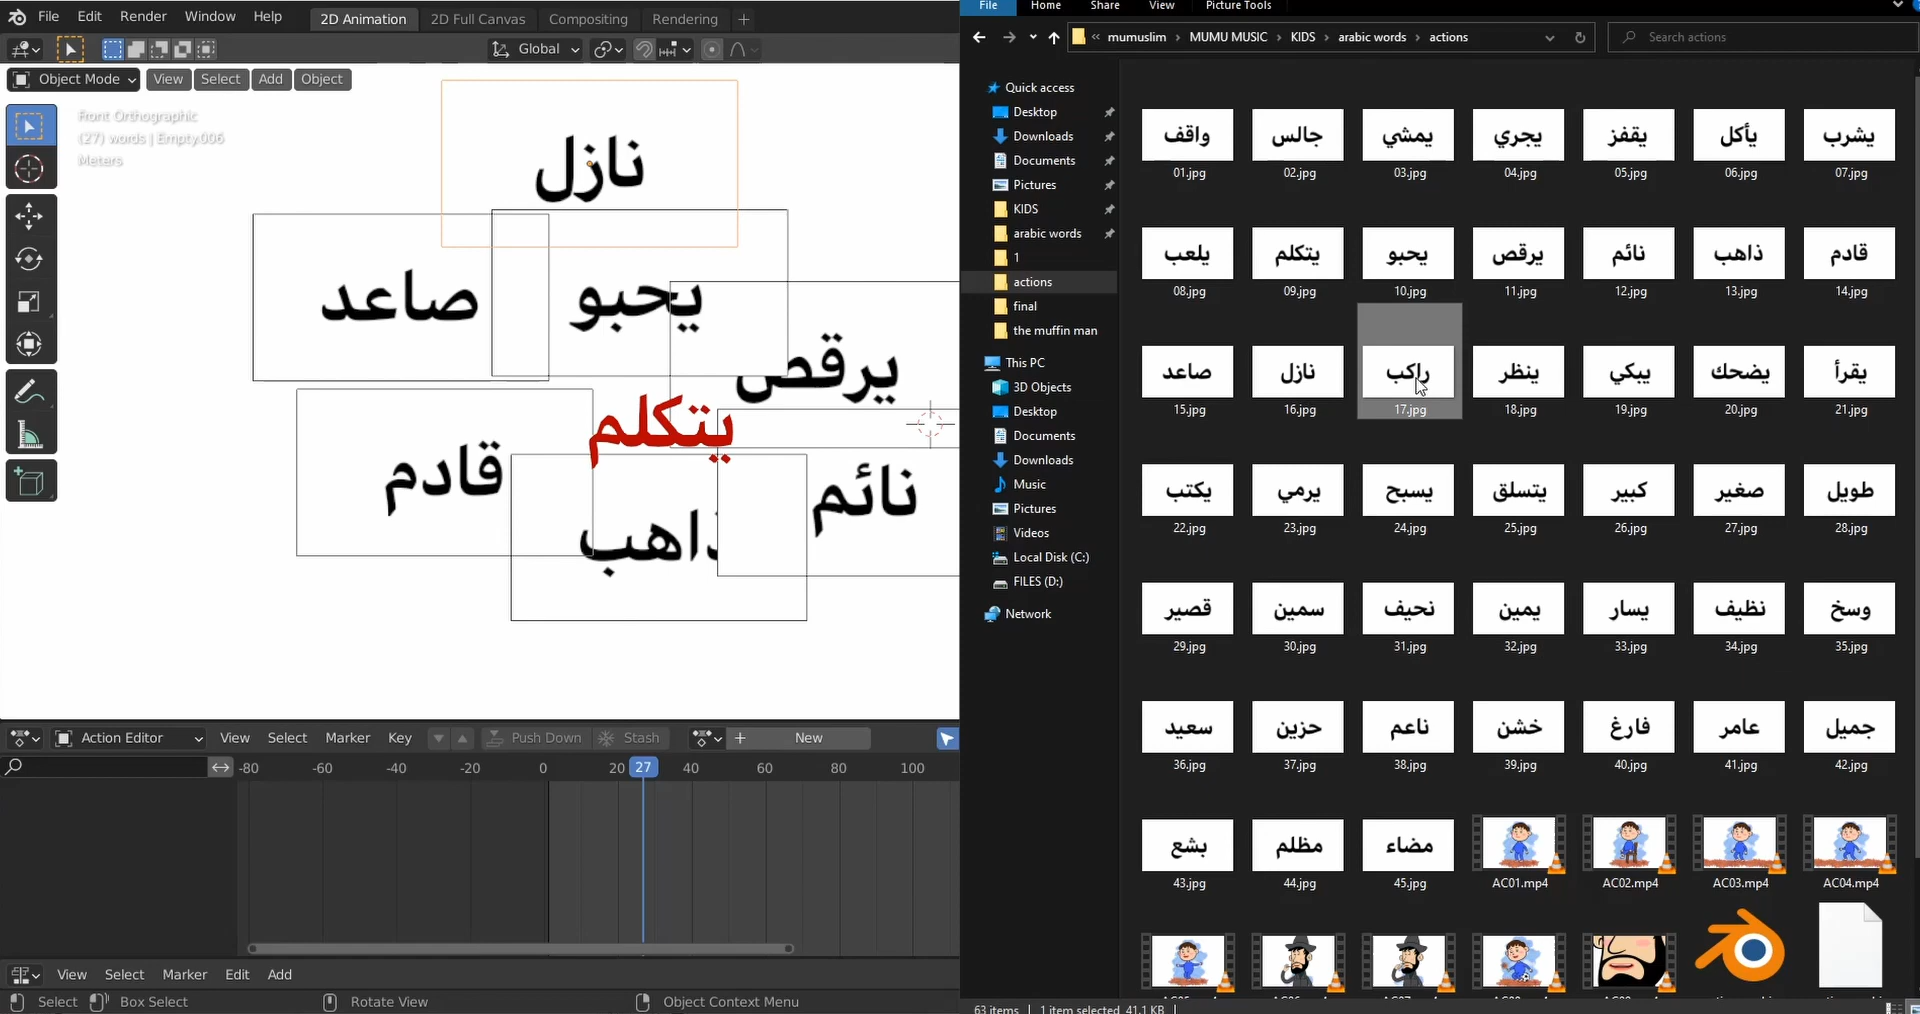 File Edit Render Window Help 2D Animation 2D Full Canvas Compositing Rendering +
Global
Object Mode View Select Add Object
Front Orthographic
(27) words | Empty.006
Meters
نازل
صاعد
يحبو
يرقص
يتكلم
قادم
نائم
Action Editor View Select Marker Key Push Down Stash + New
-80 -60 -40 -20 0 20 27 40 60 80 100
View Select Marker Edit Add
Select Box Select Rotate View Object Context Menu
File Home Share View Picture Tools
« mumuslim › MUMU MUSIC › KIDS › arabic words › actions
Search actions
Quick access
Desktop
Downloads
Documents
Pictures
KIDS
arabic words
1
actions
final
the muffin man
This PC
3D Objects
Desktop
Documents
Downloads
Music
Pictures
Videos
Local Disk (C:)
FILES (D:)
Network
واقف جالس يمشي يجري يقفز يأكل يشرب
01.jpg 02.jpg 03.jpg 04.jpg 05.jpg 06.jpg 07.jpg
يلعب يتكلم يحبو يرقص نائم ذاهب قادم
08.jpg 09.jpg 10.jpg 11.jpg 12.jpg 13.jpg 14.jpg
صاعد نازل راكب ينظر يبكي يضحك يقرأ
15.jpg 16.jpg 17.jpg 18.jpg 19.jpg 20.jpg 21.jpg
يكتب يرمي يسبح يتسلق كبير صغير طويل
22.jpg 23.jpg 24.jpg 25.jpg 26.jpg 27.jpg 28.jpg
قصير سمين نحيف يمين يسار نظيف وسخ
29.jpg 30.jpg 31.jpg 32.jpg 33.jpg 34.jpg 35.jpg
سعيد حزين ناعم خشن فارغ عامر جميل
36.jpg 37.jpg 38.jpg 39.jpg 40.jpg 41.jpg 42.jpg
بشع مظلم مضاء
43.jpg 44.jpg 45.jpg AC01.mp4 AC02.mp4 AC03.mp4 AC04.mp4
63 items 1 item selected 41.1 KB